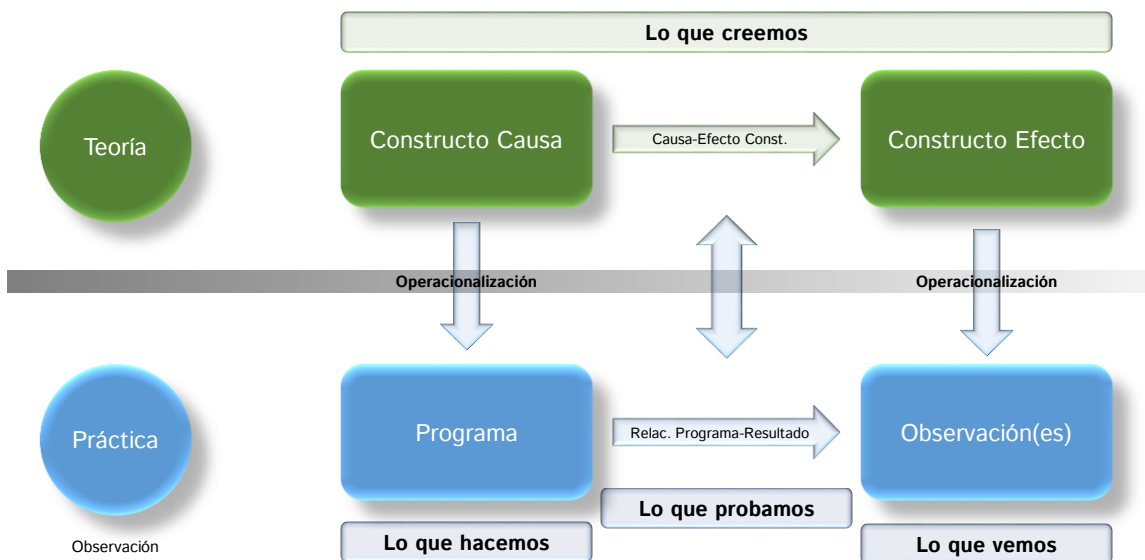 Lo que creemos
Teoría
Constructo Causa
Causa-Efecto Const.
Constructo Efecto
Operacionalización
Operacionalización
Práctica
Programa
Relac. Programa-Resultado
Observación(es)
Lo que probamos
Lo que hacemos
Lo que vemos
Observación